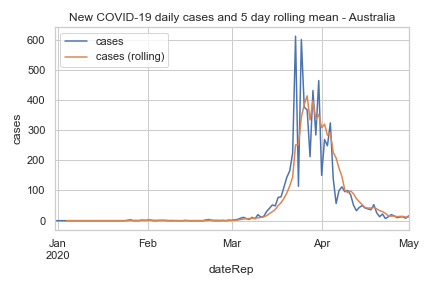 New COVID-19 daily cases and 5 day rolling mean - Australia
cases
cases (rolling)
600
500
400
300
200
100
0
cases
Jan Feb Mar Apr May
2020
dateRep